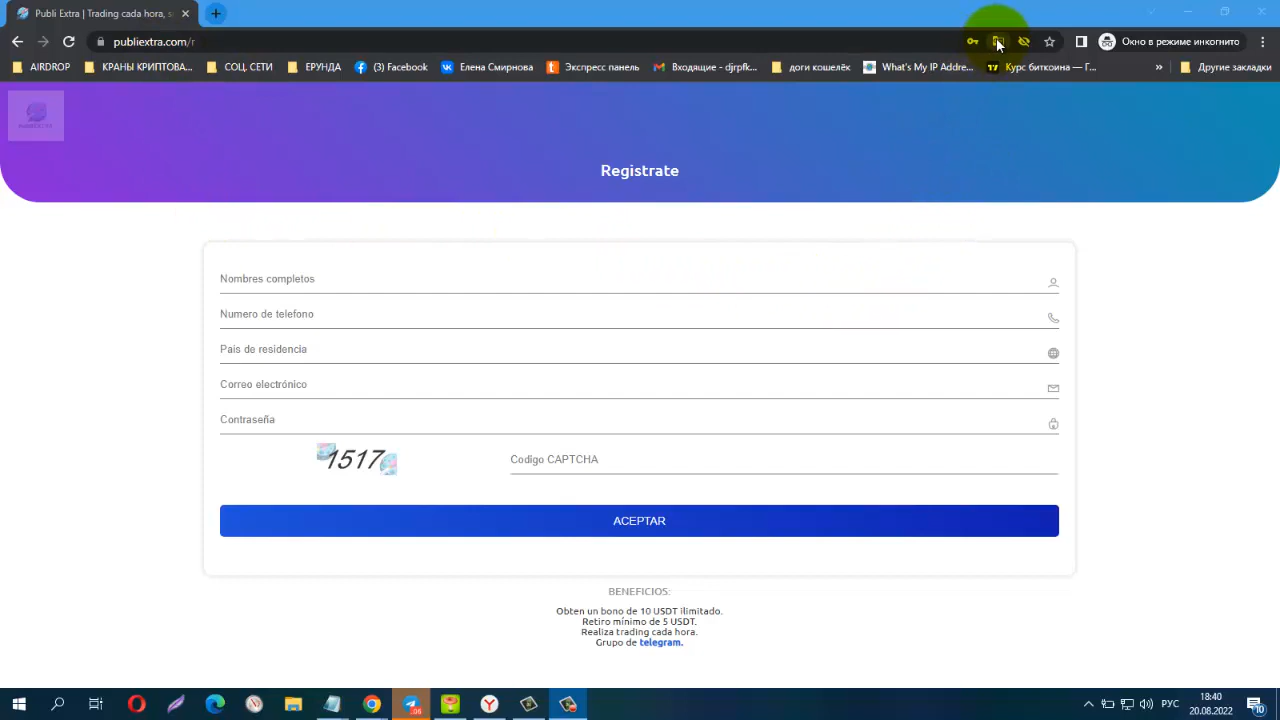 Publi Extra | Trading cada hora, s
publiextra.com/r
Окно в режиме инкогнито
AIRDROP
КРАНЫ КРИПТОВА...
СОЦ.СЕТИ
ЕРУНДА
(3) Facebook
Елена Смирнова
Экспресс панель
Входящие - djrpfk...
доги кошелёк
What's My IP Addre...
Курс биткоина — Г...
»
Другие закладки
Registrate
Nombres completos
Numero de telefono
Pais de residencia
Correo electrónico
Contraseña
1517
Codigo CAPTCHA
ACEPTAR
BENEFICIOS:
Obten un bono de 10 USDT ilimitado.
Retiro mínimo de 5 USDT.
Realiza trading cada hora.
Grupo de telegram.
РУС
18:40
20.08.2022
10